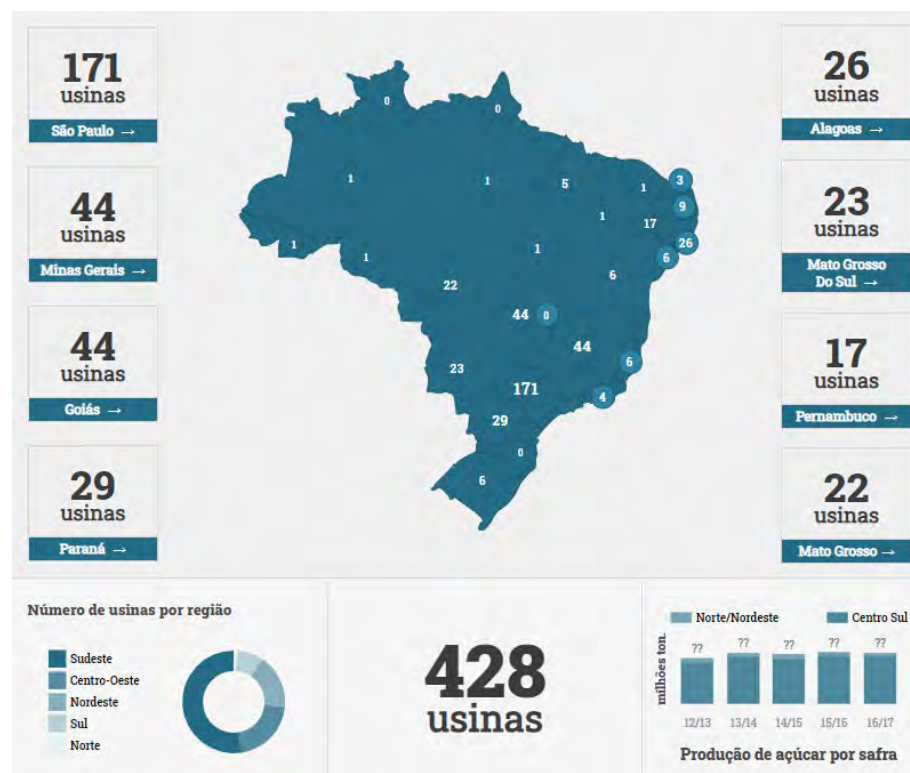 171
usinas
São Paulo →
44
usinas
Minas Gerais →
44
usinas
Goiás →
29
usinas
Paraná →
0
0
1
1
5
1
3
9
1
17
26
6
1
1
1
6
22
44
0
44
6
23
171
4
29
0
6
26
usinas
Alagoas →
23
usinas
Mato Grosso
Do Sul →
17
usinas
Pernambuco →
22
usinas
Mato Grosso →
Número de usinas por região
Sudeste
Centro-Oeste
Nordeste
Sul
Norte
428
usinas
Norte/Nordeste
Centro Sul
milhões ton.
?? ?? ?? ?? ??
12/13 13/14 14/15 15/16 16/17
Produção de açúcar por safra